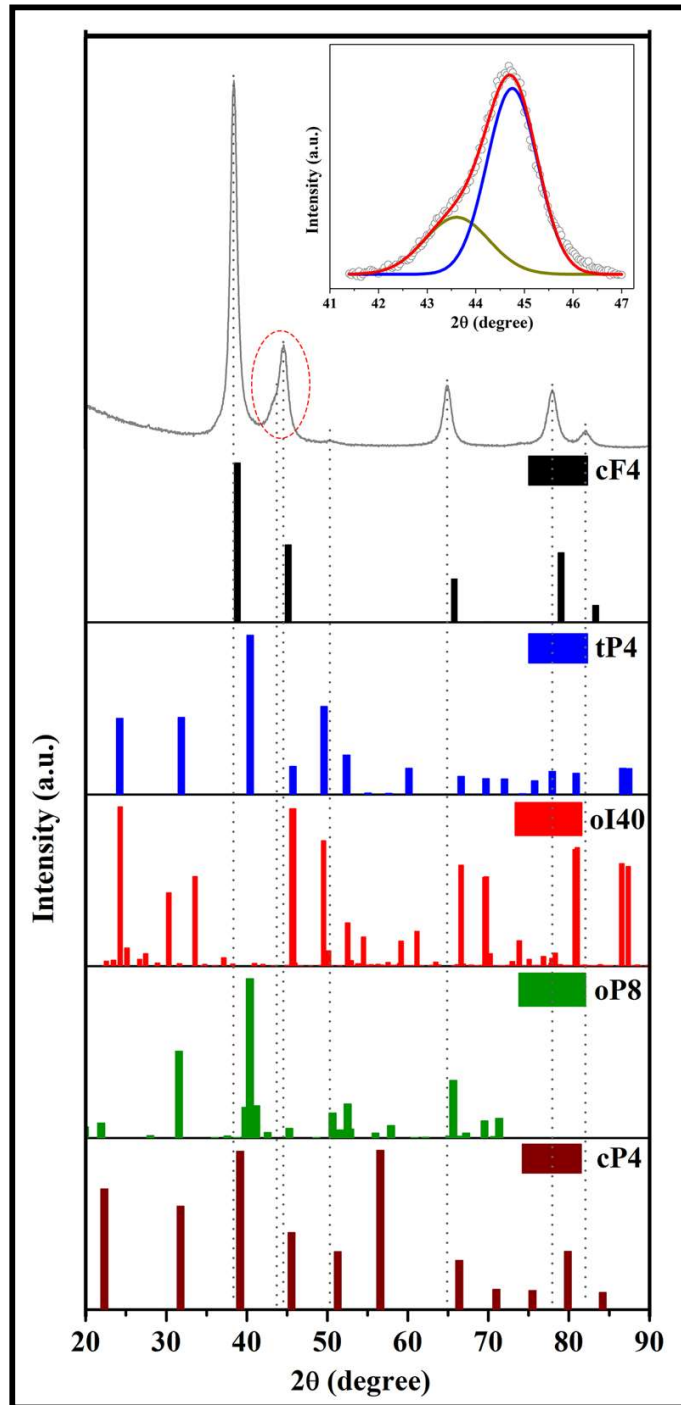 Intensity (a.u.)
41 42 43 44 45 46 47
2θ (degree)
cF4
tP4
oI40
oP8
cP4
Intensity (a.u.)
20 30 40 50 60 70 80 90
2θ (degree)